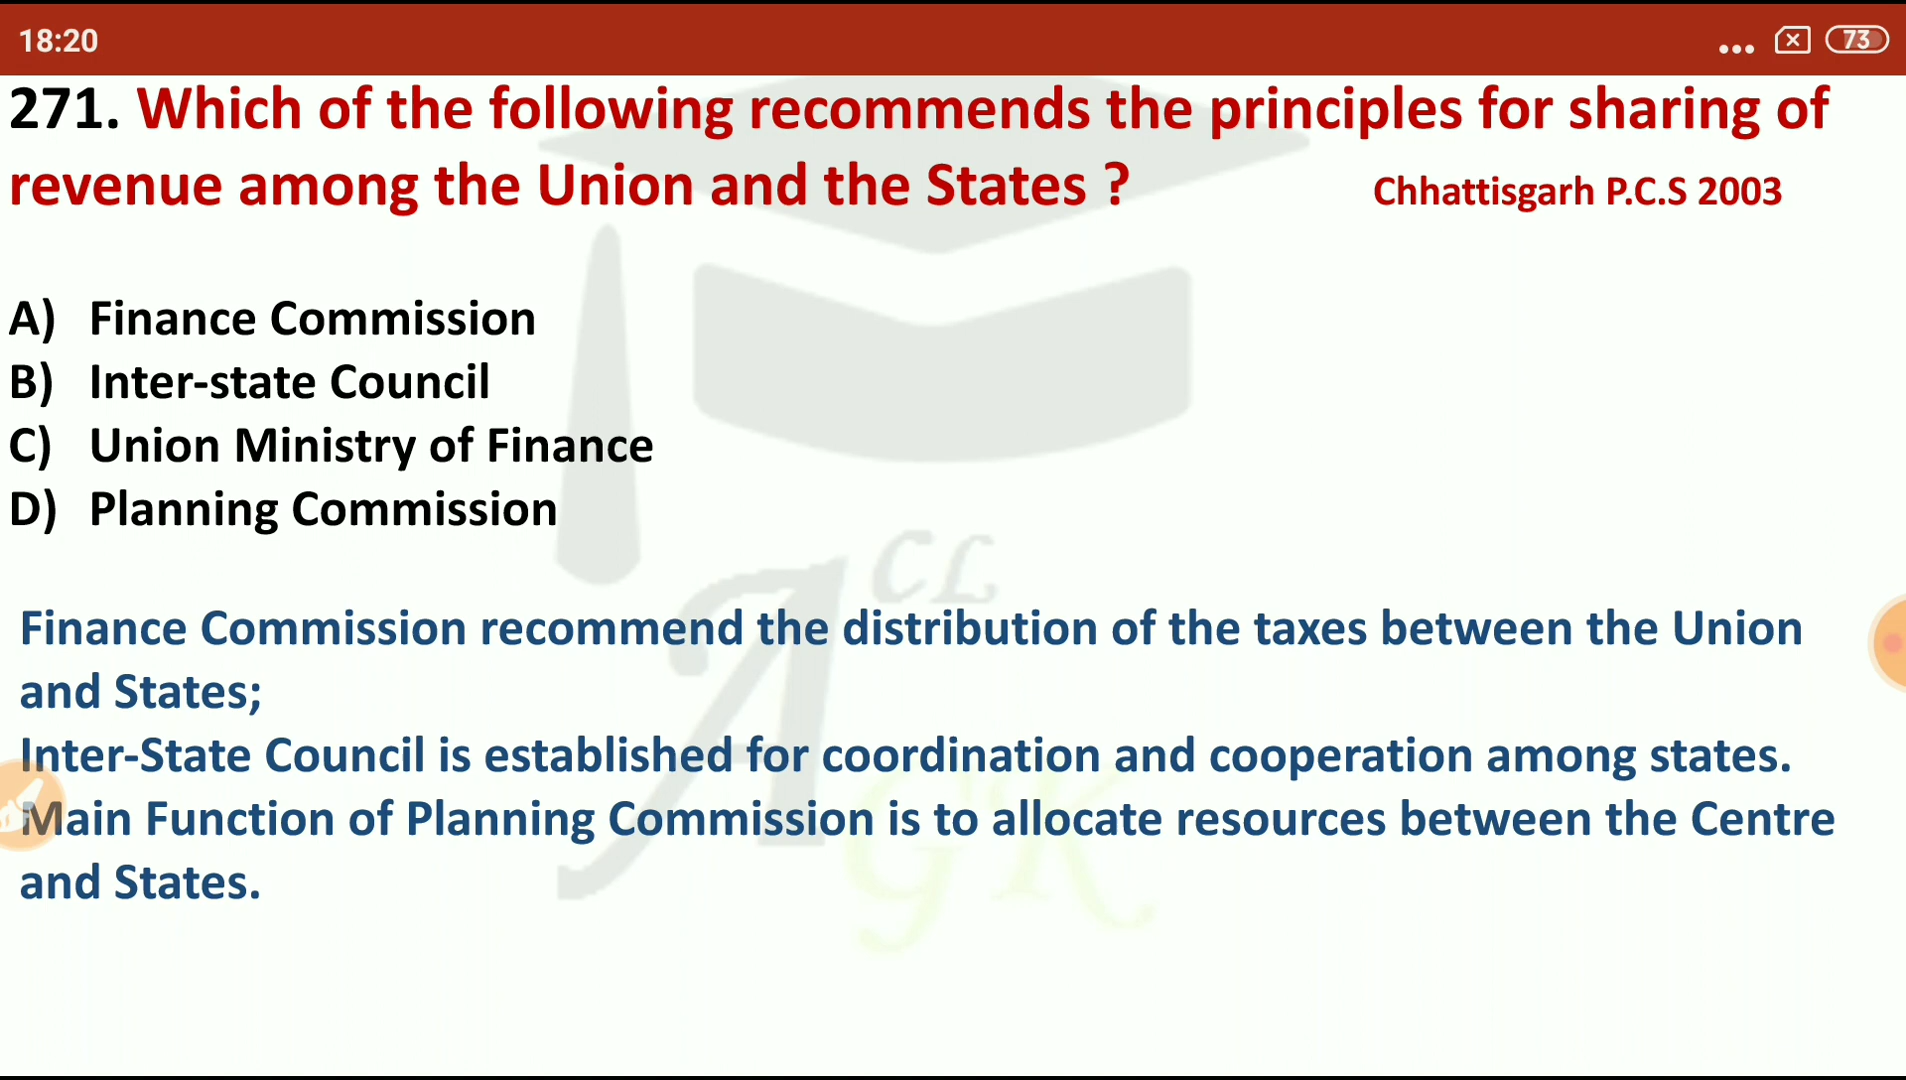 18:20
73
271. Which of the following recommends the principles for sharing of
revenue among the Union and the States ?
Chhattisgarh P.C.S 2003
A) Finance Commission
B) Inter-state Council
C) Union Ministry of Finance
D) Planning Commission
CL
A
GK
Finance Commission recommend the distribution of the taxes between the Union
and States;
Inter-State Council is established for coordination and cooperation among states.
Main Function of Planning Commission is to allocate resources between the Centre
and States.